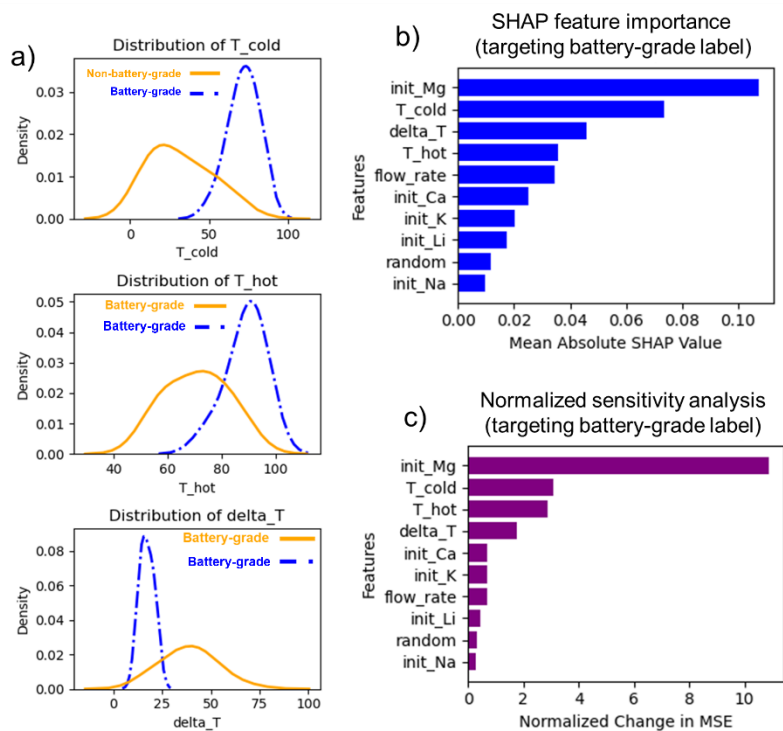 a)
Distribution of T_cold
Non-battery-grade
Battery-grade
Density
0.03
0.02
0.01
0.00
0
50
100
T_cold
Distribution of T_hot
Battery-grade
Battery-grade
Density
0.05
0.04
0.03
0.02
0.01
0.00
40
60
80
100
T_hot
Distribution of delta_T
Battery-grade
Battery-grade
Density
0.08
0.06
0.04
0.02
0.00
0
25
50
75
100
delta_T
b)
SHAP feature importance
(targeting battery-grade label)
Features
init_Mg
T_cold
delta_T
T_hot
flow_rate
init_Ca
init_K
init_Li
random
init_Na
0.00
0.02
0.04
0.06
0.08
0.10
Mean Absolute SHAP Value
c)
Normalized sensitivity analysis
(targeting battery-grade label)
Features
init_Mg
T_cold
T_hot
delta_T
init_Ca
init_K
flow_rate
init_Li
random
init_Na
0
2
4
6
8
10
Normalized Change in MSE